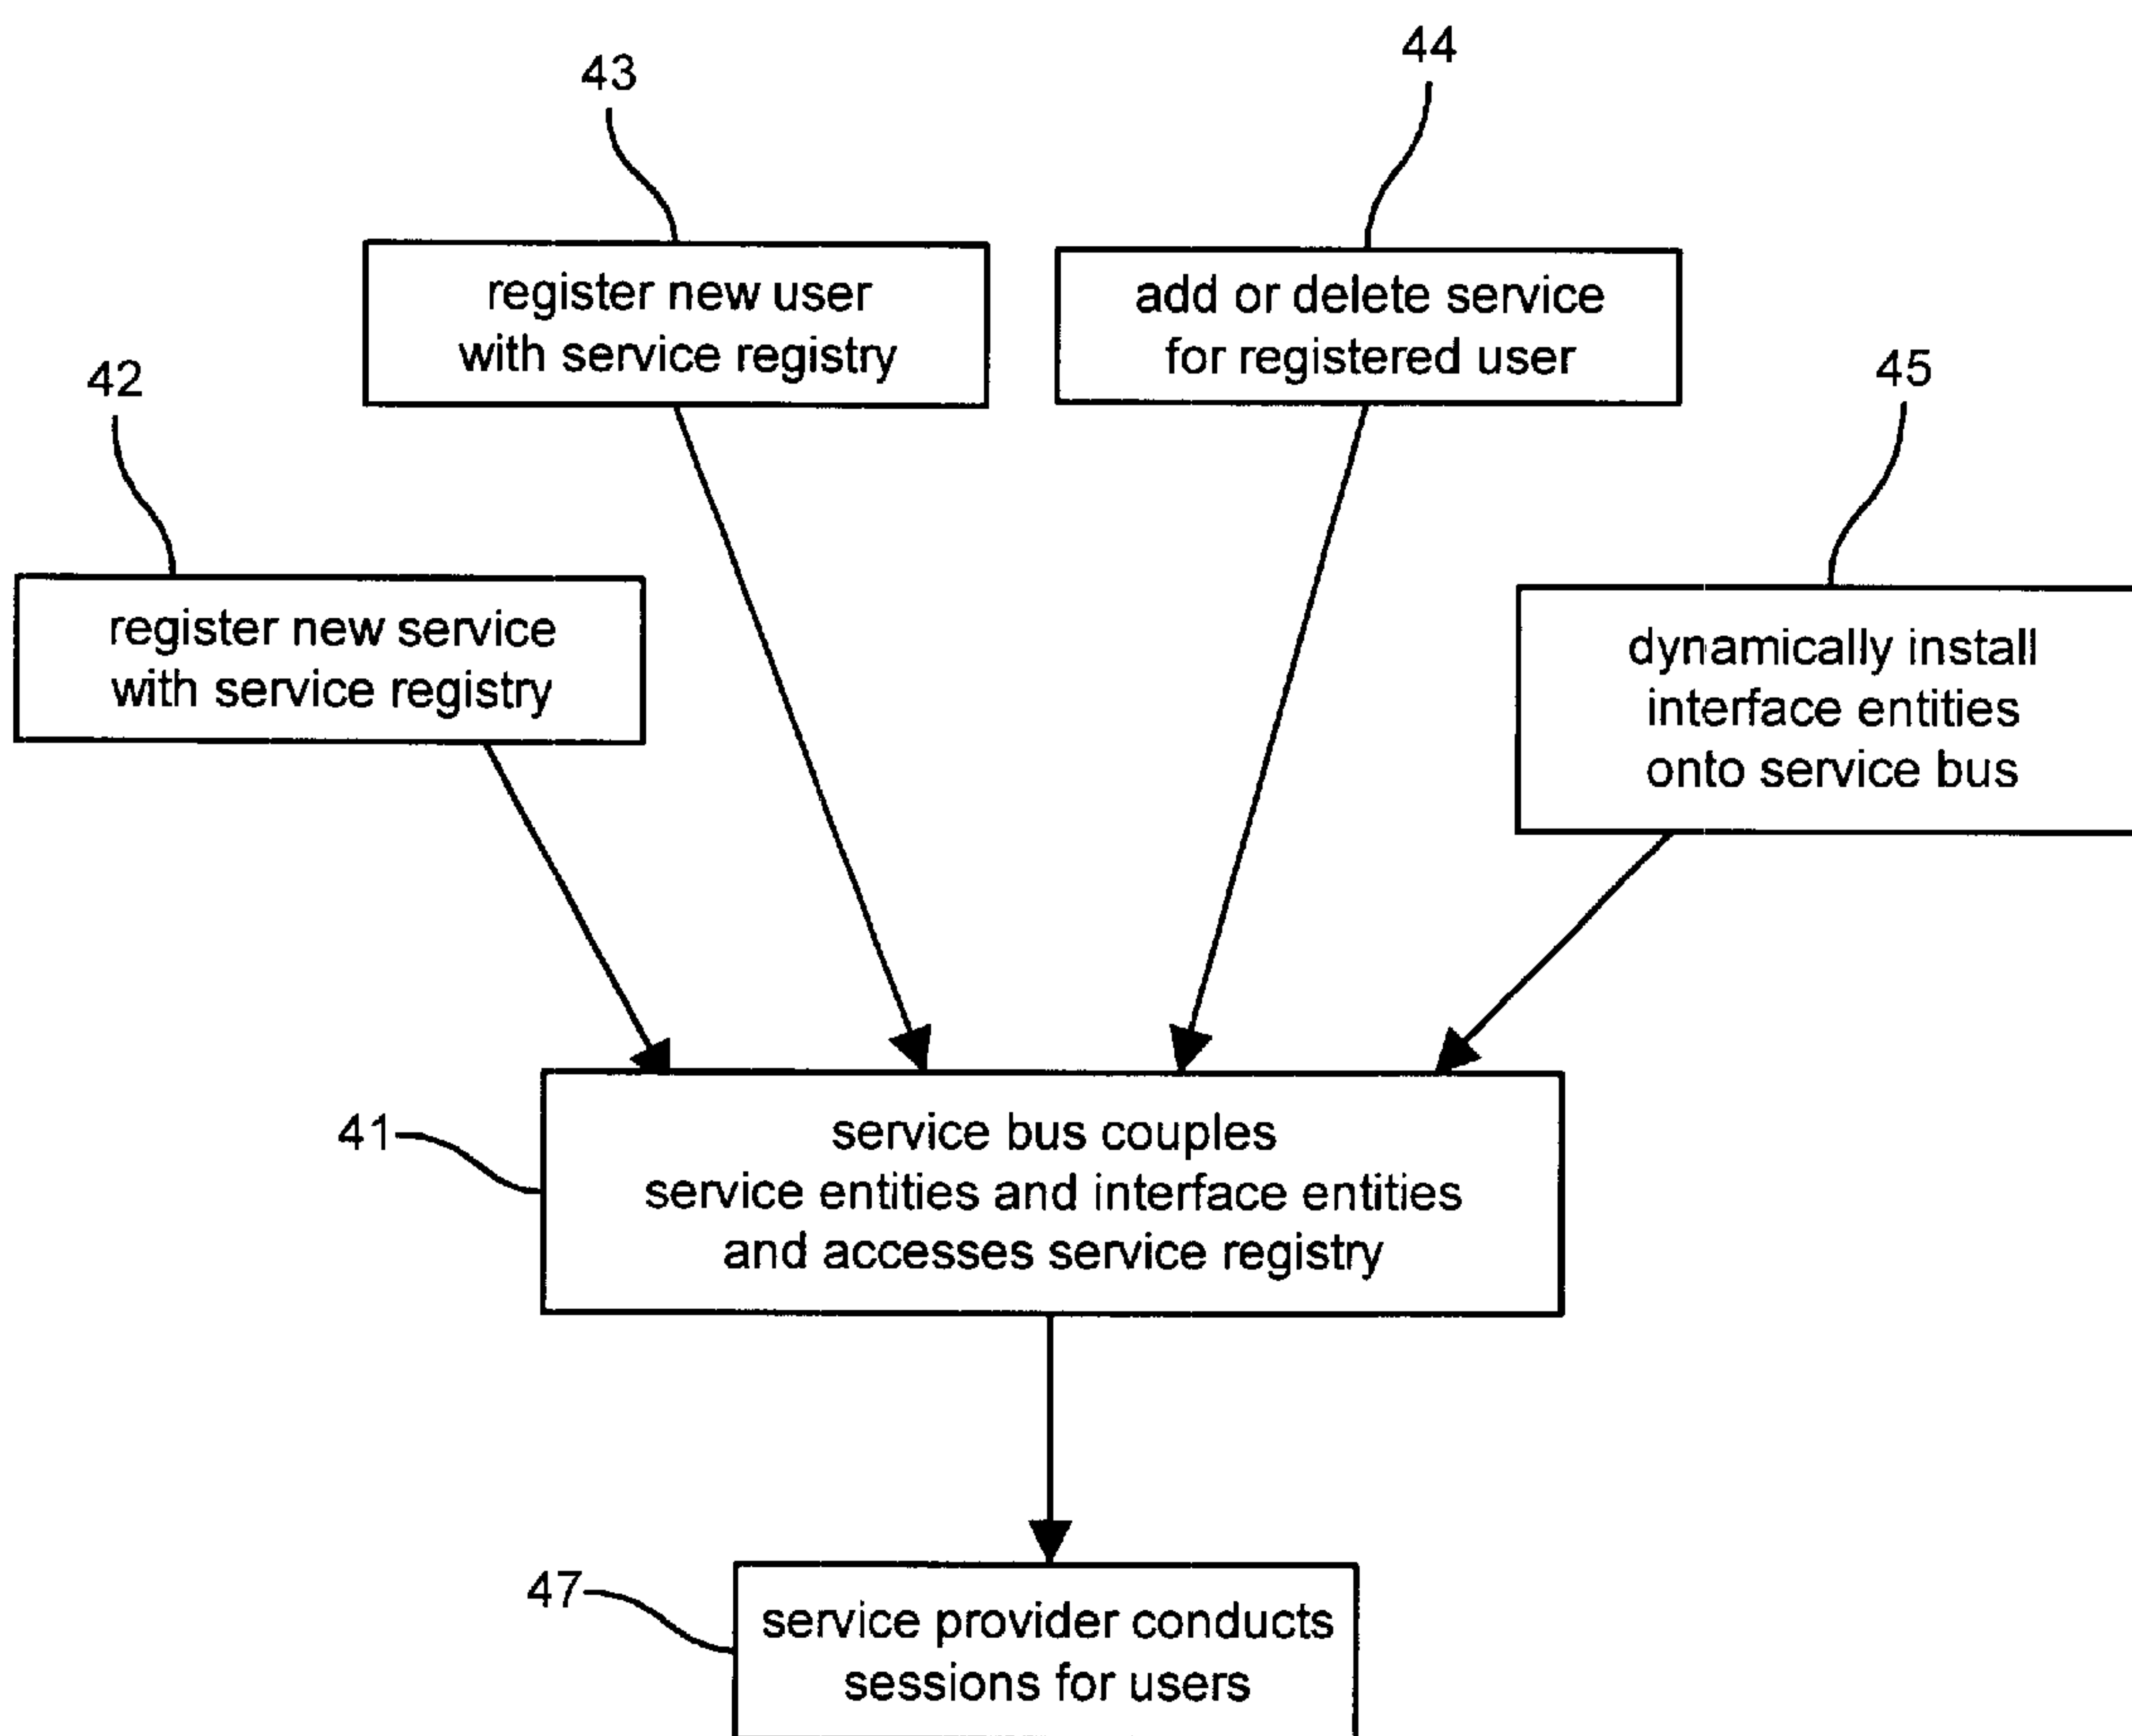 43
44
register new user
with service registry
add or delete service
for registered user
42
45
register new service
with service registry
dynamically install
interface entities
onto service bus
41
service bus couples
service entities and interface entities
and accesses service registry
47
service provider conducts
sessions for users